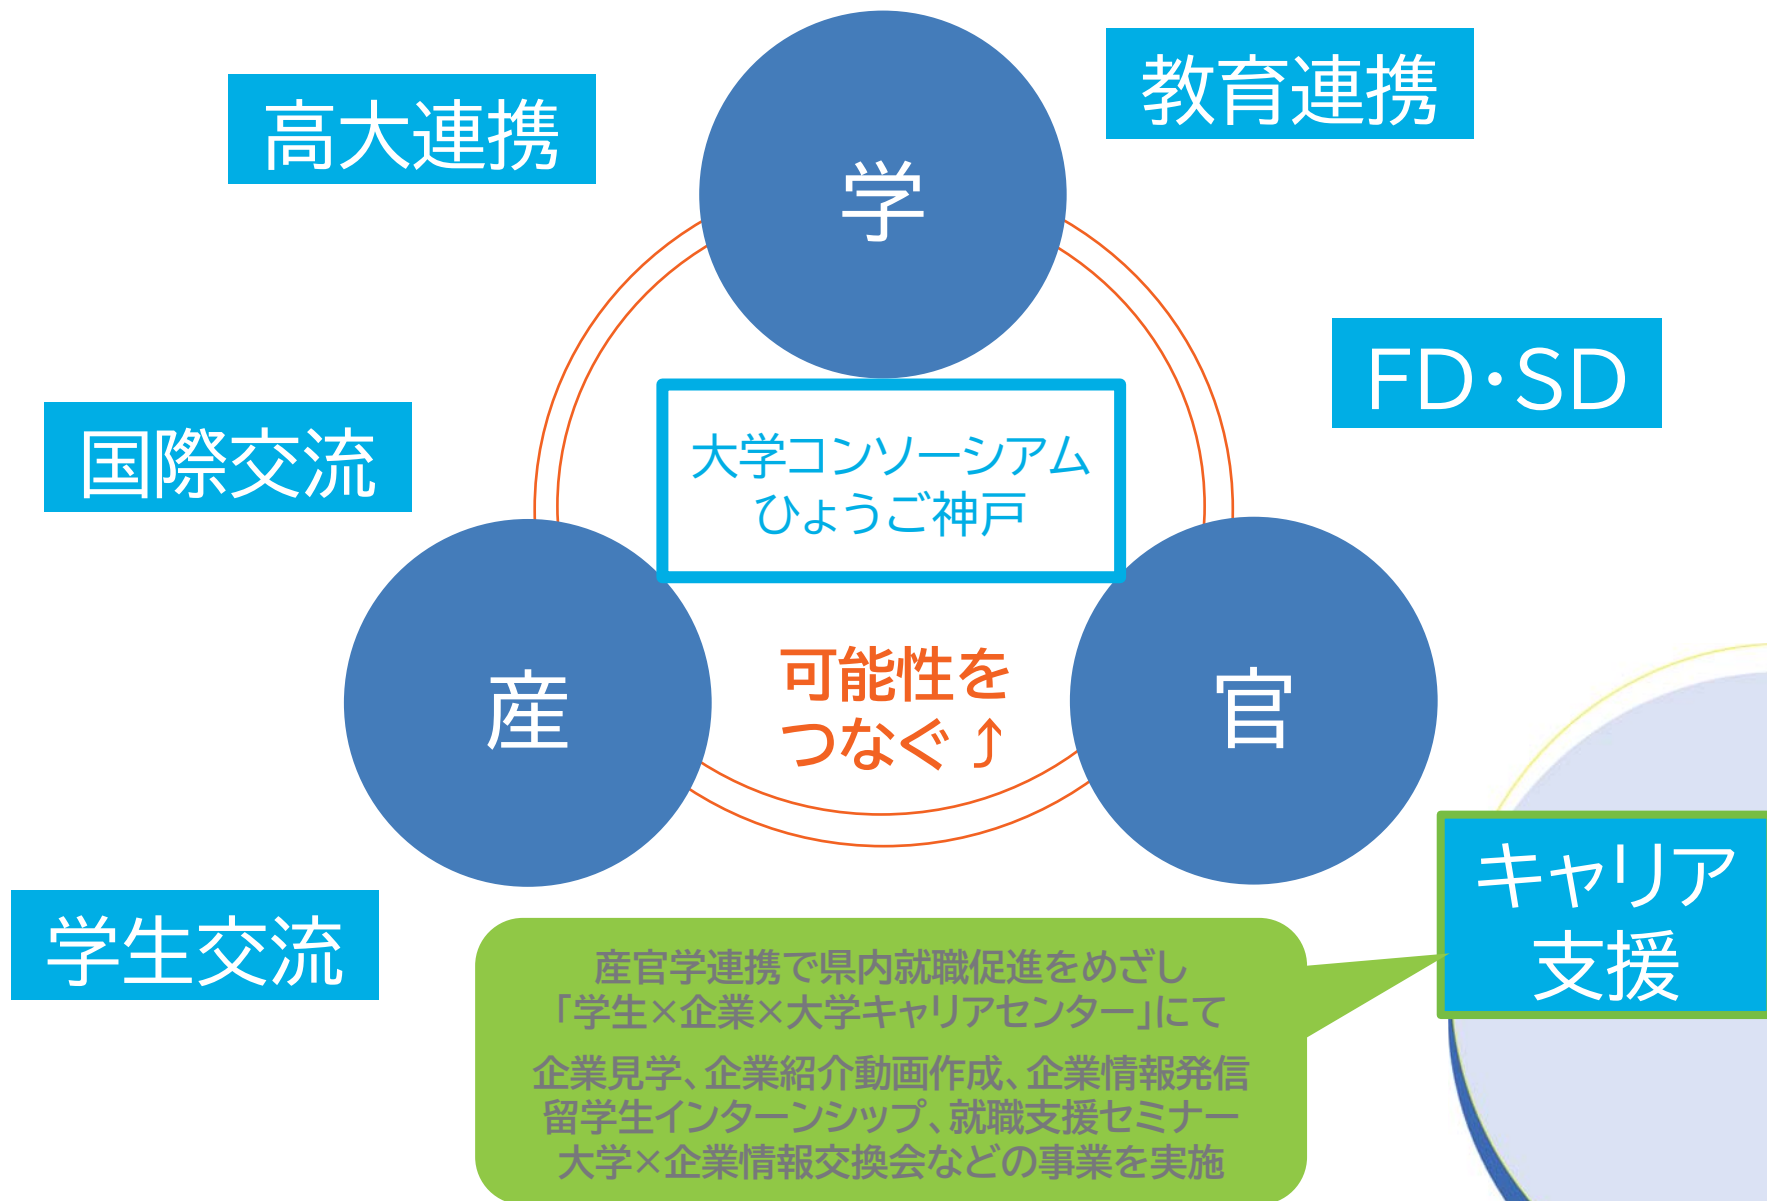 教育連携
高大連携
学
FD・SD
国際交流
大学コンソーシアム
ひょうご神戸
産
可能性を
つなぐ ⤴
官
キャリア
支援
学生交流
産官学連携で県内就職促進をめざし
「学生×企業×大学キャリアセンター」にて
企業見学、企業紹介動画作成、企業情報発信
留学生インターンシップ、就職支援セミナー
大学×企業情報交換会などの事業を実施